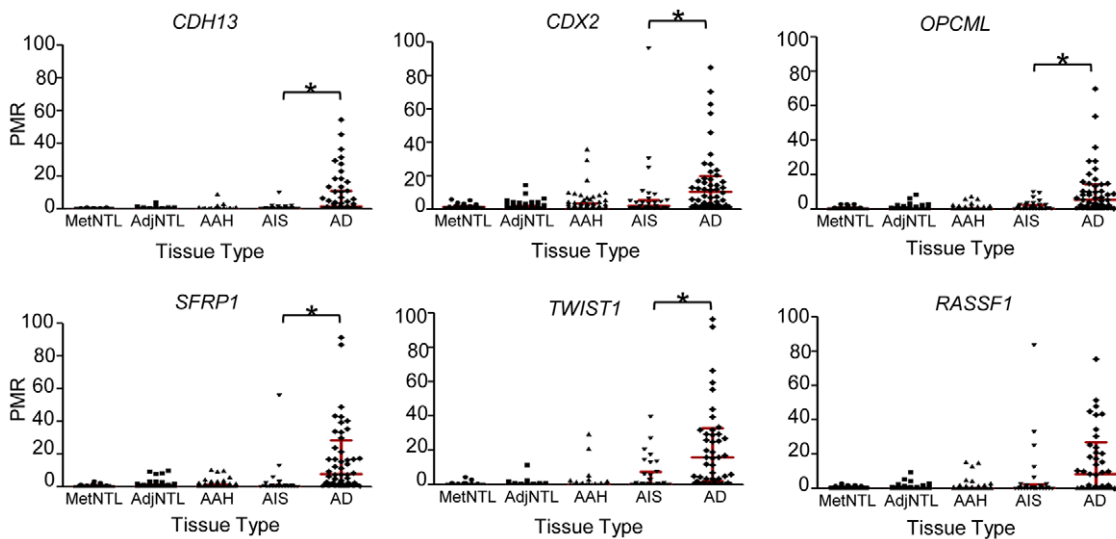 CDH13
100
80
60
40
20
0
PMR
*
MetNTL AdjNTL AAH AIS AD
Tissue Type
CDX2
100
80
60
40
20
0
*
MetNTL AdjNTL AAH AIS AD
Tissue Type
OPCML
100
80
60
40
20
0
*
MetNTL AdjNTL AAH AIS AD
Tissue Type
SFRP1
100
80
60
40
20
0
PMR
*
MetNTL AdjNTL AAH AIS AD
Tissue Type
TWIST1
100
80
60
40
20
0
*
MetNTL AdjNTL AAH AIS AD
Tissue Type
RASSF1
100
80
60
40
20
0
MetNTL AdjNTL AAH AIS AD
Tissue Type